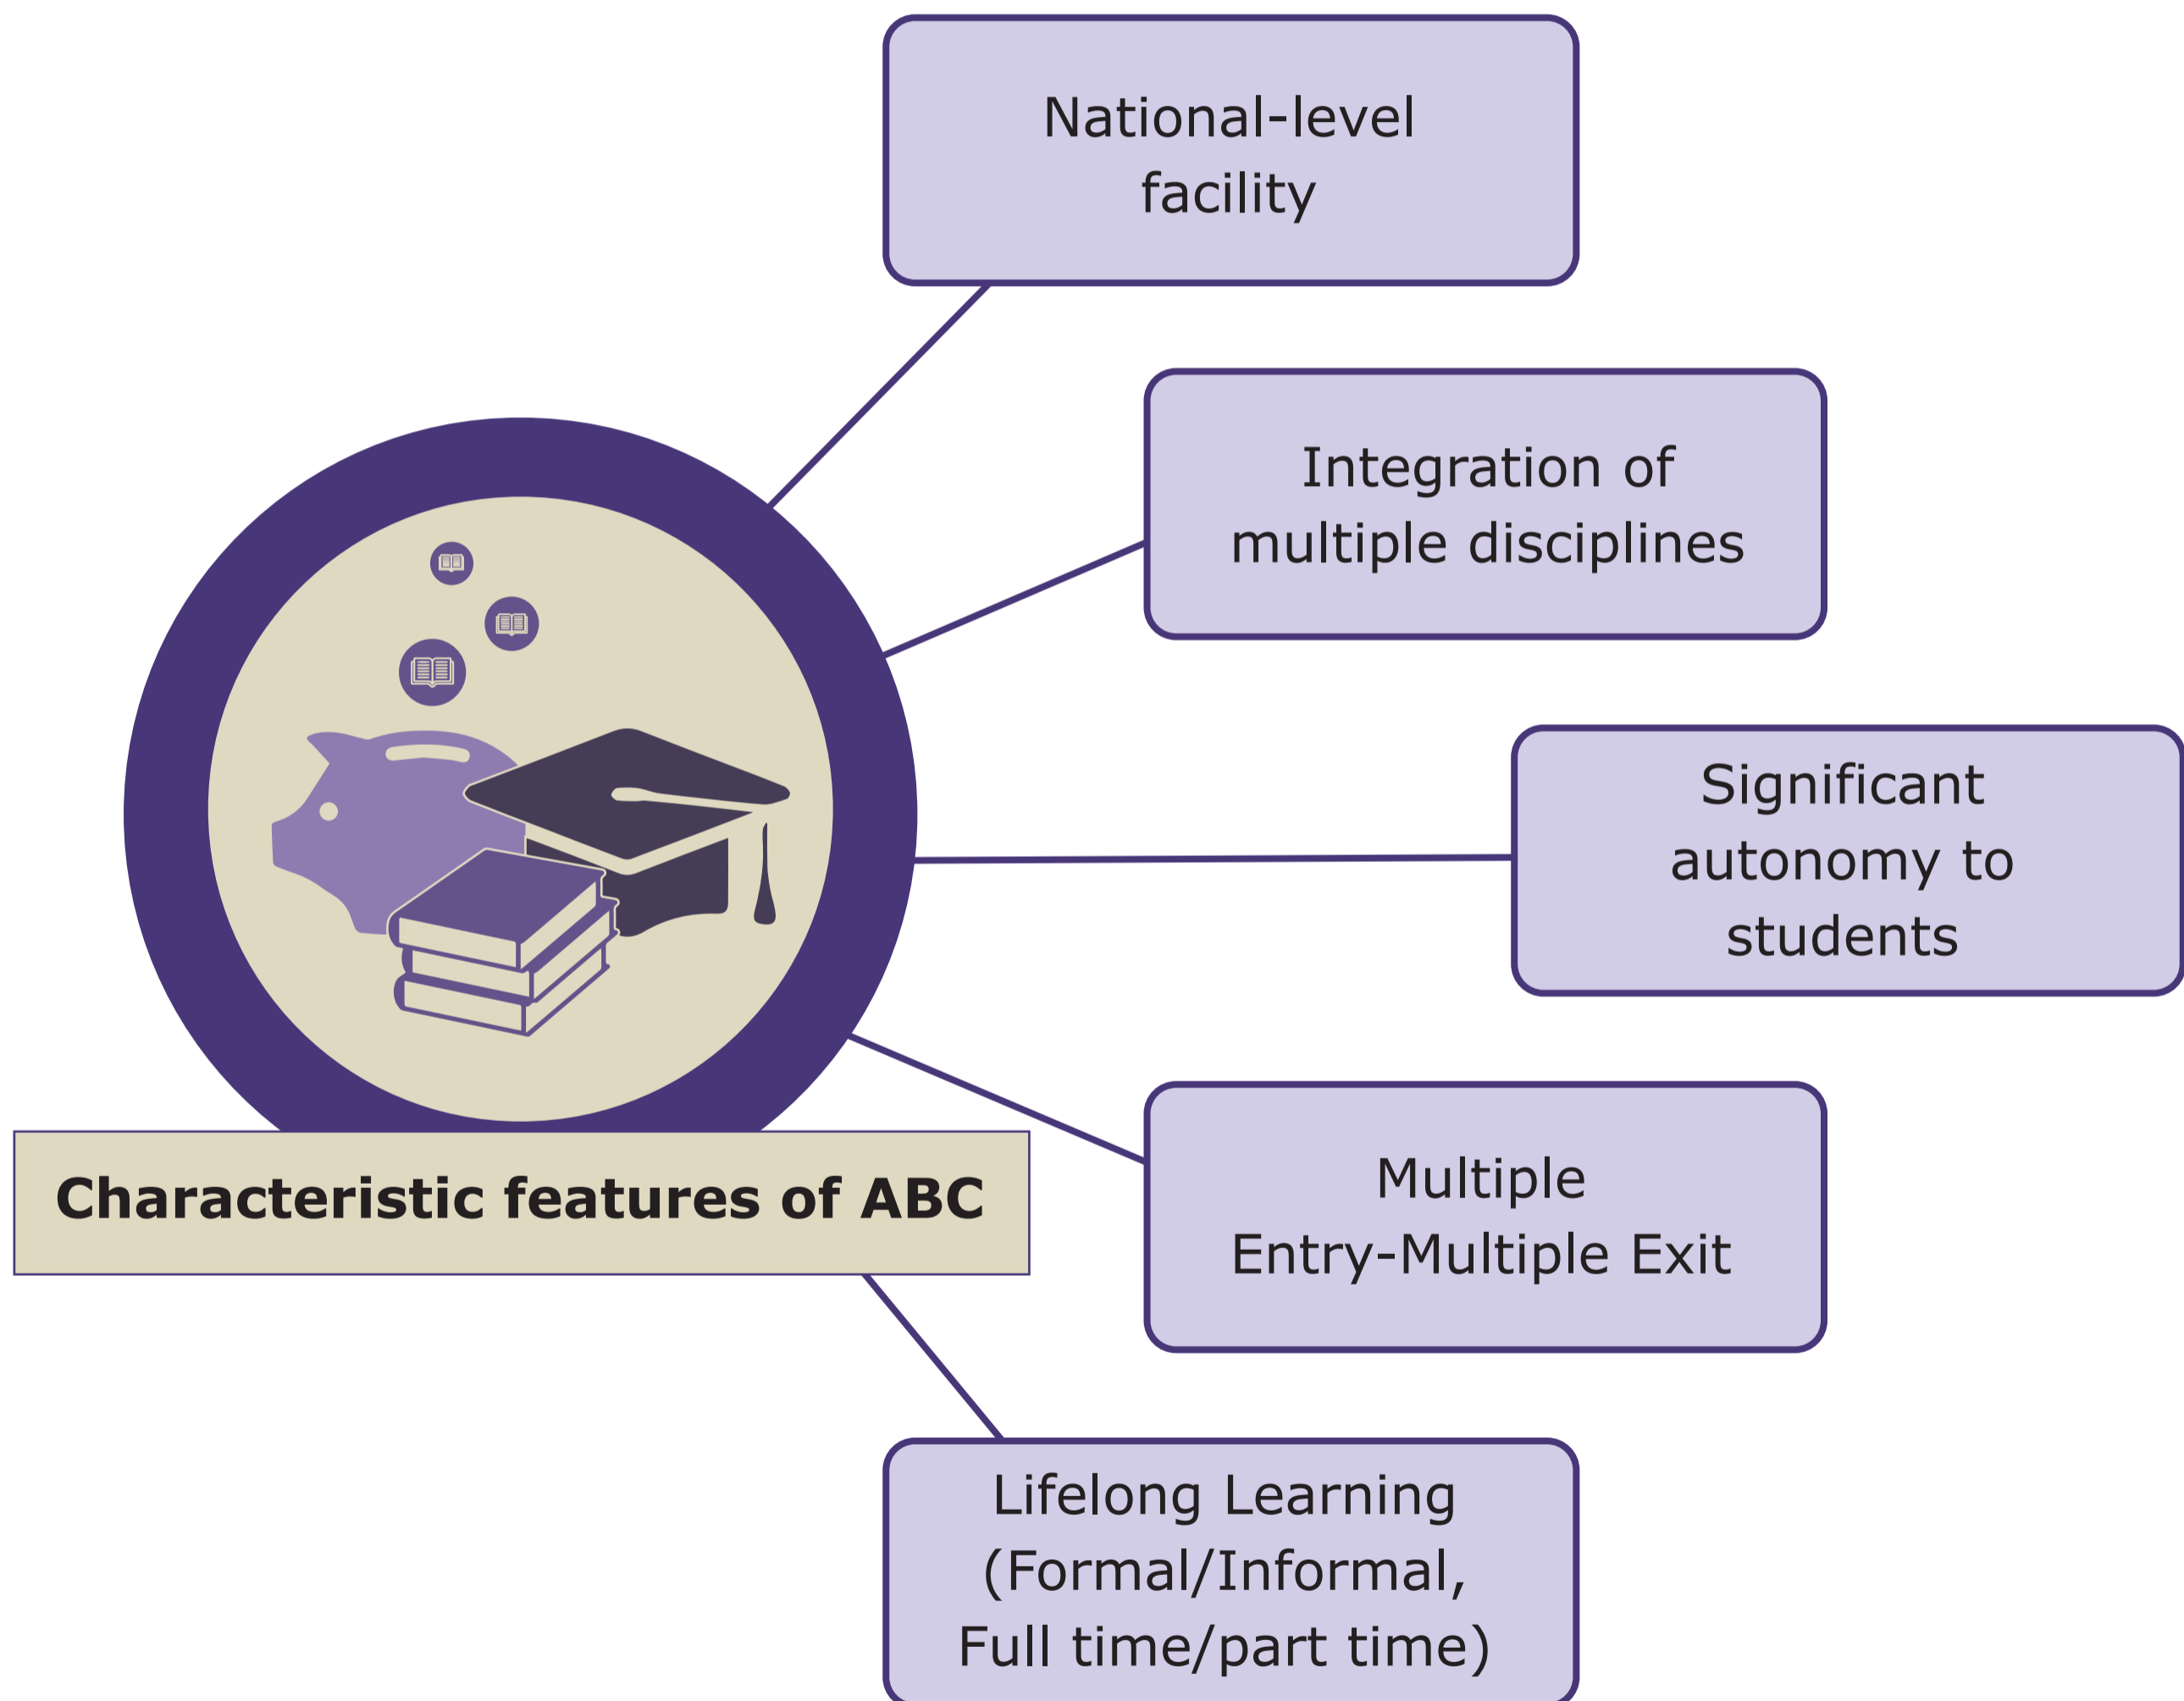 National-level
facility
Integration of
multiple disciplines
Significant
autonomy to
students
Multiple
Entry-Multiple Exit
Characteristic features of ABC
Lifelong Learning
(Formal/Informal,
Full time/part time)